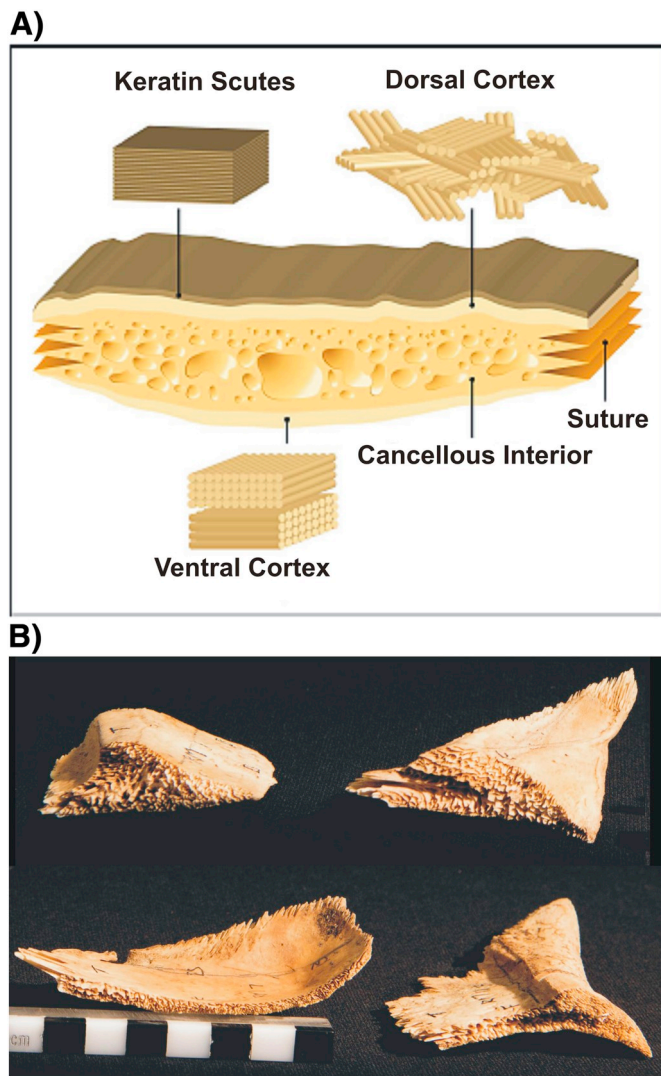 A)
Keratin Scutes
Dorsal Cortex
Suture
Cancellous Interior
Ventral Cortex
B)
cm